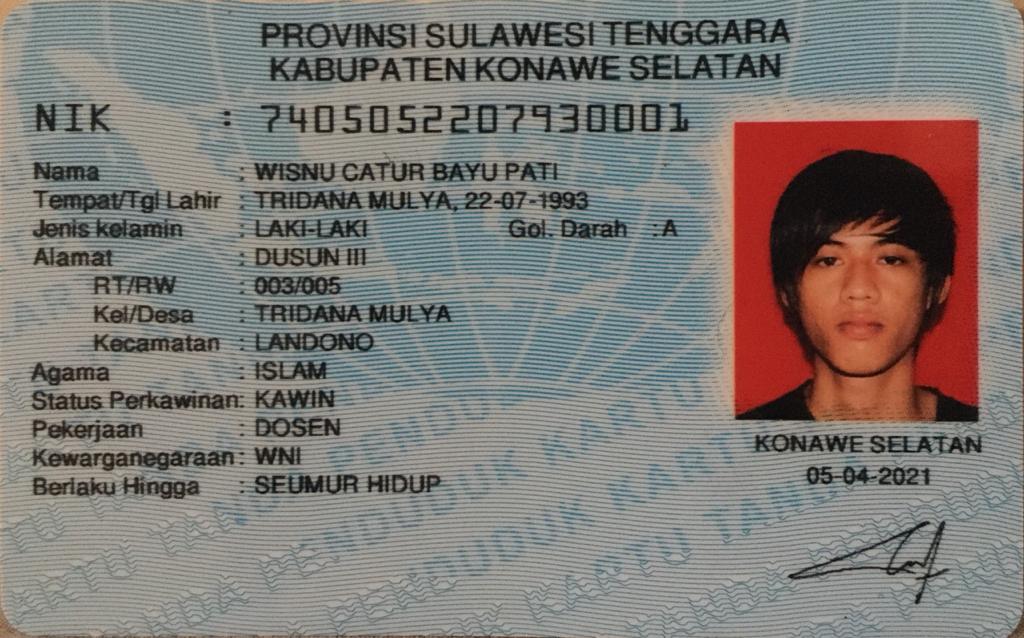 PROVINSI SULAWESI TENGGARA
KABUPATEN KONAWE SELATAN
NIK : 7405052207930001
Nama : WISNU CATUR BAYU PATI
Tempat/Tgl Lahir : TRIDANA MULYA, 22-07-1993
Jenis kelamin : LAKI-LAKI Gol. Darah : A
Alamat : DUSUN III
RT/RW : 003/005
Kel/Desa : TRIDANA MULYA
Kecamatan : LANDONO
Agama : ISLAM
Status Perkawinan: KAWIN
Pekerjaan : DOSEN
Kewarganegaraan: WNI
Berlaku Hingga : SEUMUR HIDUP
KONAWE SELATAN
05-04-2021